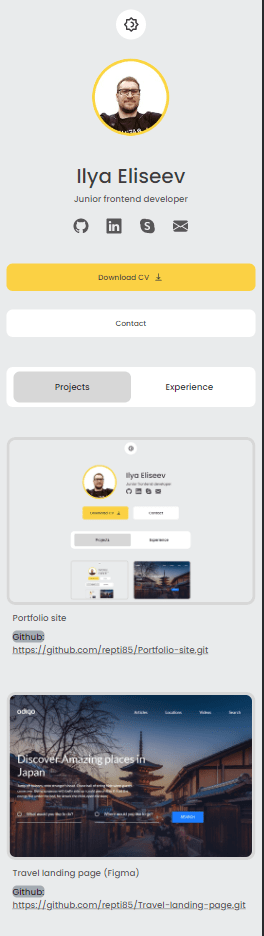 Ilya Eliseev
Junior frontend developer
Download CV
Contact
Projects Experience
Ilya Eliseev
Junior frontend developer
Download CV Contact
Projects Experience
Portfolio site
Github:
https://github.com/repti85/Portfolio-site.git
Articles Locations Videos Search
Discover Amazing places in
Japan
What would you like to do? Where would you like to go?
SEARCH
Travel landing page (Figma)
Github:
https://github.com/repti85/Travel-landing-page.git